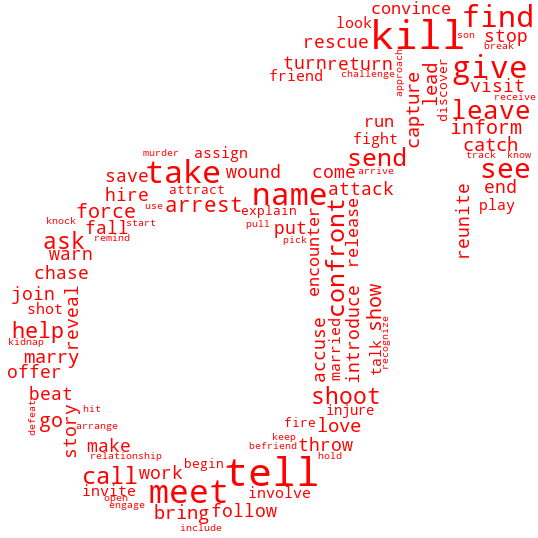 convince
find
look
kill
son
stop
rescue
break
turn
return
give
friend
challenge
approach
lead
discover
visit
receive
capture
leave
run
inform
fight
catch
murder
assign
send
track
know
take
come
arrive
see
save
wound
name
attack
end
hire
attract
play
force
use
arrest
explain
reunite
knock
fall
start
pull
put
release
ask
remind
pick
encounter
confront
warn
chase
join
reveal
introduce
show
shot
help
accuse
married
talk
recognize
kidnap
marry
offer
beat
shoot
defeat
hit
injure
go
story
arrange
fire
love
make
keep
throw
relationship
befriend
hold
call
work
begin
tell
invite
meet
involve
open
engage
bring
follow
include